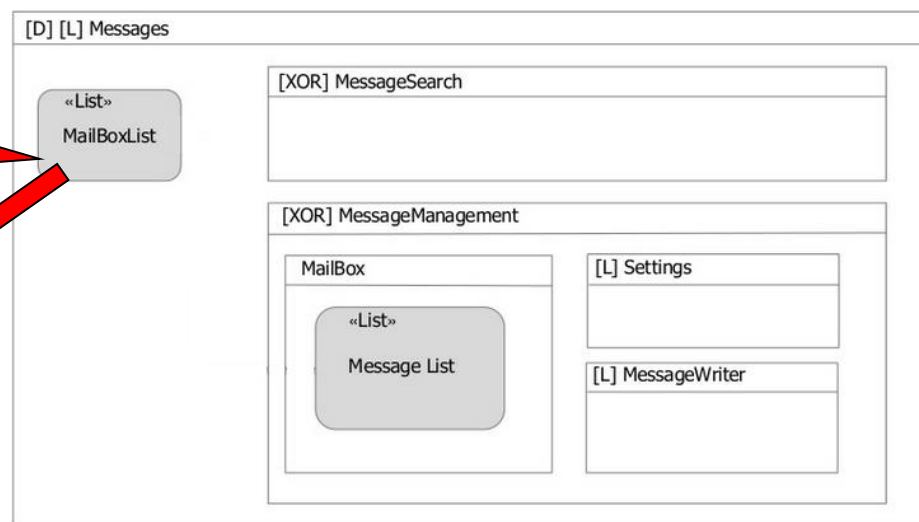 [D] [L] Messages
«List»
MailBoxList
[XOR] MessageSearch
[XOR] MessageManagement
MailBox
«List»
Message List
[L] Settings
[L] MessageWriter